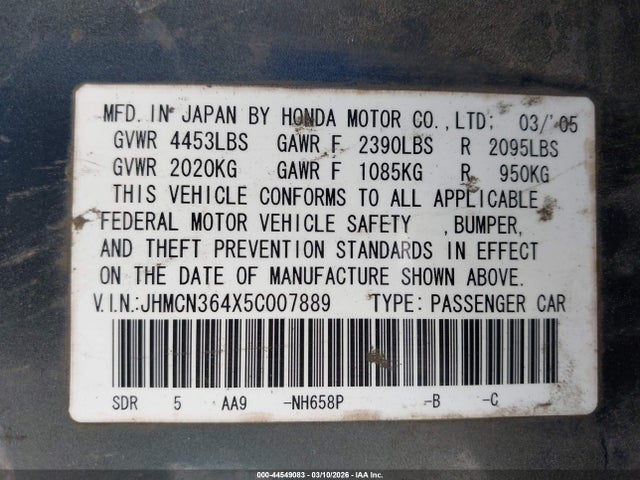 MFD. IN JAPAN BY HONDA MOTOR CO.,LTD; 03/'05
GVWR 4453LBS GAWR F 2390LBS R 2095LBS
GVWR 2020KG GAWR F 1085KG R 950KG
THIS VEHICLE CONFORMS TO ALL APPLICABLE
FEDERAL MOTOR VEHICLE SAFETY , BUMPER,
AND THEFT PREVENTION STANDARDS IN EFFECT
ON THE DATE OF MANUFACTURE SHOWN ABOVE.
V.I.N.:JHMCN364X5C007889 TYPE: PASSENGER CAR
SDR 5 AA9 -NH658P -B -C
000-44549083 - 03/10/2026 - IAA Inc.